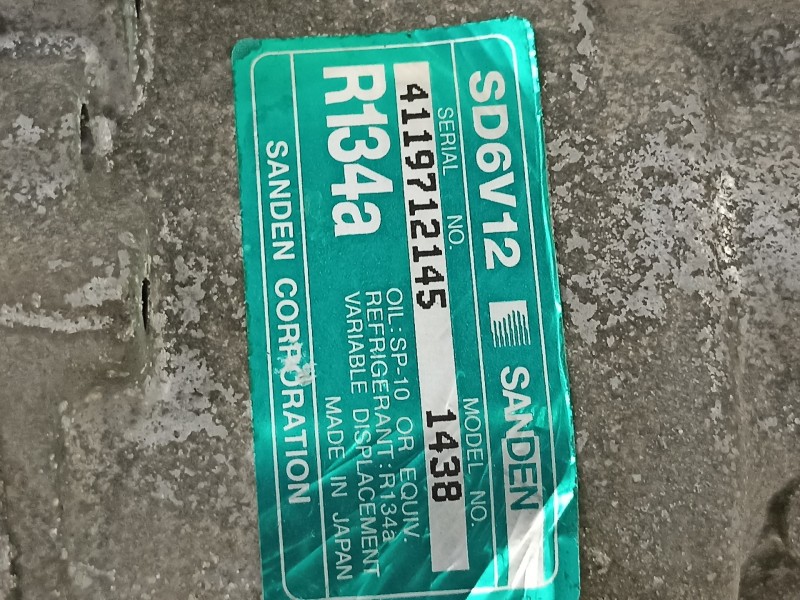 SD6V12 SANDEN
SERIAL NO. MODEL NO.
4119712145 1438
R134a
OIL: SP-10 OR EQUIV.
REFRIGERANT: R134a
VARIABLE DISPLACEMENT
MADE IN JAPAN
SANDEN CORPORATION